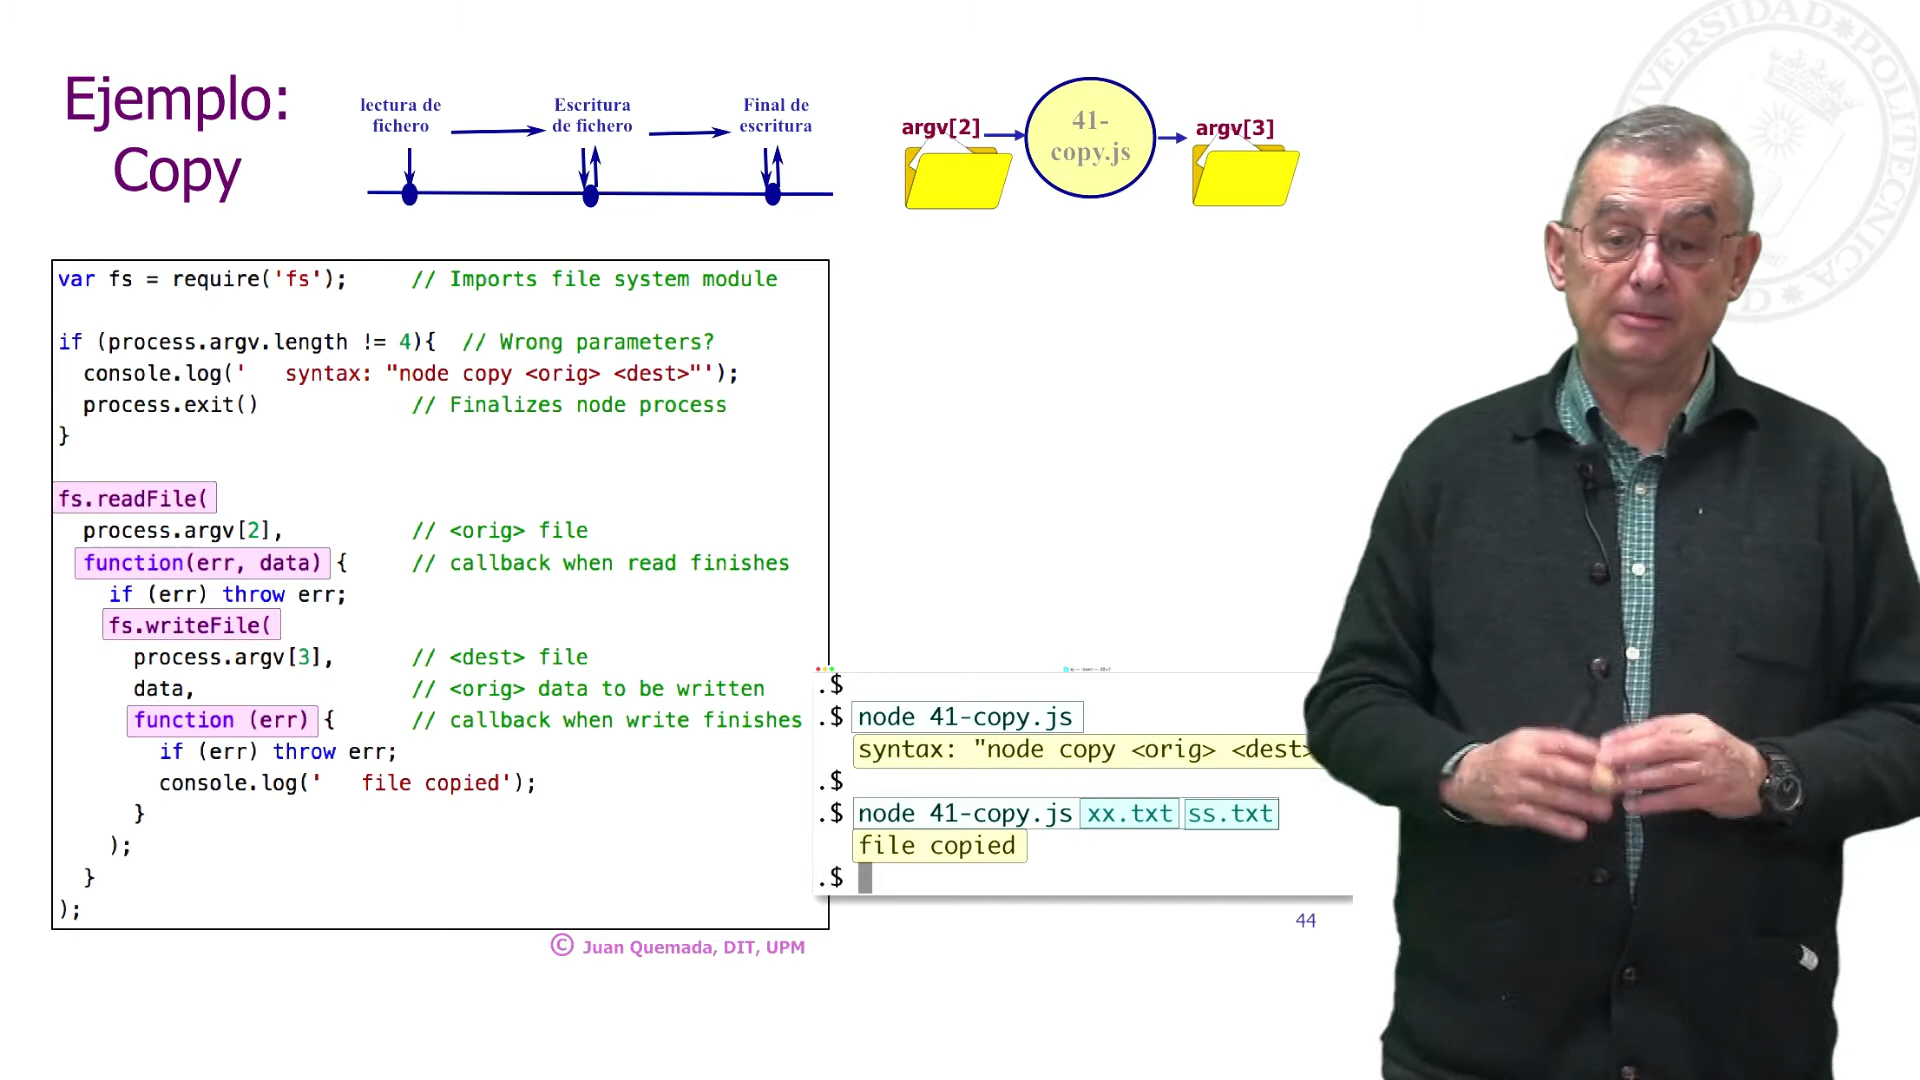 Ejemplo:
Copy
lectura de
fichero
Escritura
de fichero
Final de
escritura
argv[2]
41-
copy.js
argv[3]
var fs = require('fs');     // Imports file system module
if (process.argv.length != 4){  // Wrong parameters?
console.log('   syntax: "node copy <orig> <dest>"');
process.exit()            // Finalizes node process
}
fs.readFile(
process.argv[2],          // <orig> file
function(err, data) {     // callback when read finishes
if (err) throw err;
fs.writeFile(
process.argv[3],      // <dest> file
data,                 // <orig> data to be written
function (err) {      // callback when write finishes
if (err) throw err;
console.log('   file copied');
}
);
}
);
.$
.$ node 41-copy.js
syntax: "node copy <orig> <dest>
.$
.$ node 41-copy.js xx.txt ss.txt
file copied
.$
44
© Juan Quemada, DIT, UPM